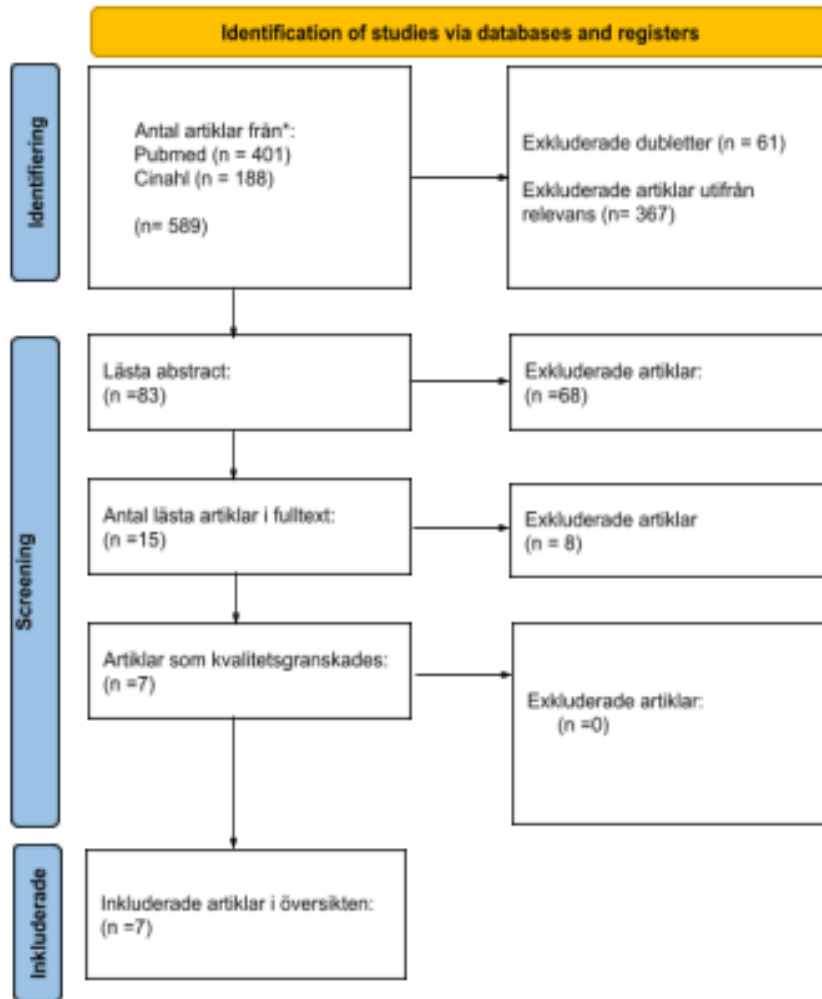 Identification of studies via databases and registers
Identifiering
Antal artiklar från*:
Pubmed (n = 401)
Cinahl (n = 188)
(n= 589)
Exkluderade dubletter (n = 61)
Exkluderade artiklar utifrån
relevans (n= 367)
Screening
Lästa abstract:
(n =83)
Exkluderade artiklar:
(n =68)
Antal lästa artiklar i fulltext:
(n =15)
Exkluderade artiklar
(n = 8)
Artiklar som kvalitetsgranskades:
(n =7)
Exkluderade artiklar:
(n =0)
Inkluderade
Inkluderade artiklar i översikten:
(n =7)